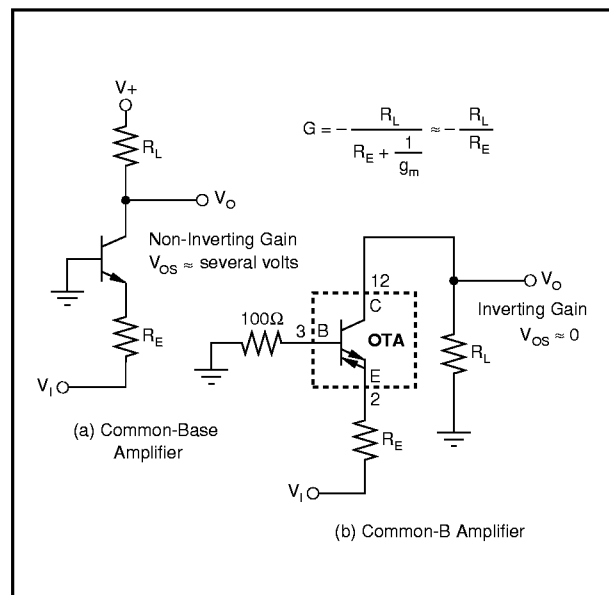 V+
R_L
V_O
Non-Inverting Gain
V_OS ≈ several volts
R_E
V_I
(a) Common-Base
Amplifier
G = − R_L / (R_E + 1/g_m) ≈ − R_L / R_E
100Ω
3
B
12
C
OTA
E
2
R_E
V_I
V_O
Inverting Gain
V_OS ≈ 0
R_L
(b) Common-B Amplifier